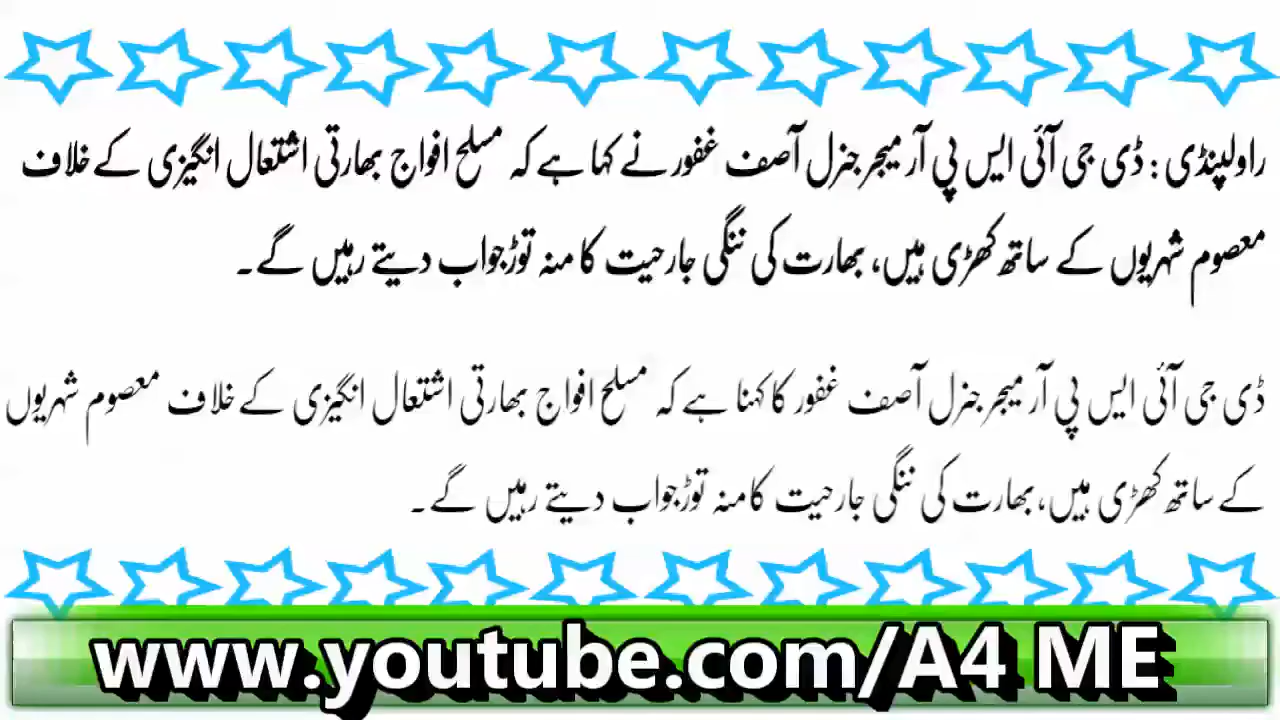 راولپنڈی : ڈی جی آئی ایس پی آر میجر جنرل آصف غفور نے کہا ہے کہ مسلح افواج بھارتی اشتعال انگیزی کے خلاف
معصوم شہریوں کے ساتھ کھڑی ہیں، بھارت کی ننگی جارحیت کا منہ توڑ جواب دیتے رہیں گے۔
ڈی جی آئی ایس پی آر میجر جنرل آصف غفور کا کہنا ہے کہ مسلح افواج بھارتی اشتعال انگیزی کے خلاف معصوم شہریوں
کے ساتھ کھڑی ہیں، بھارت کی ننگی جارحیت کا منہ توڑ جواب دیتے رہیں گے۔
www.youtube.com/A4 ME